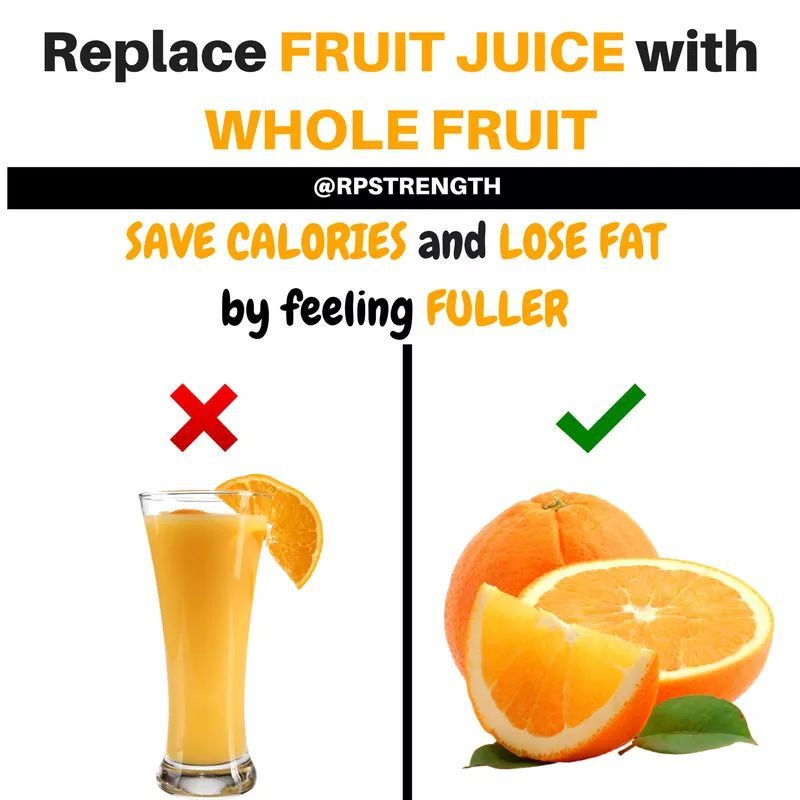 Replace FRUIT JUICE with
WHOLE FRUIT
@RPSTRENGTH
SAVE CALORIES and LOSE FAT
by feeling FULLER